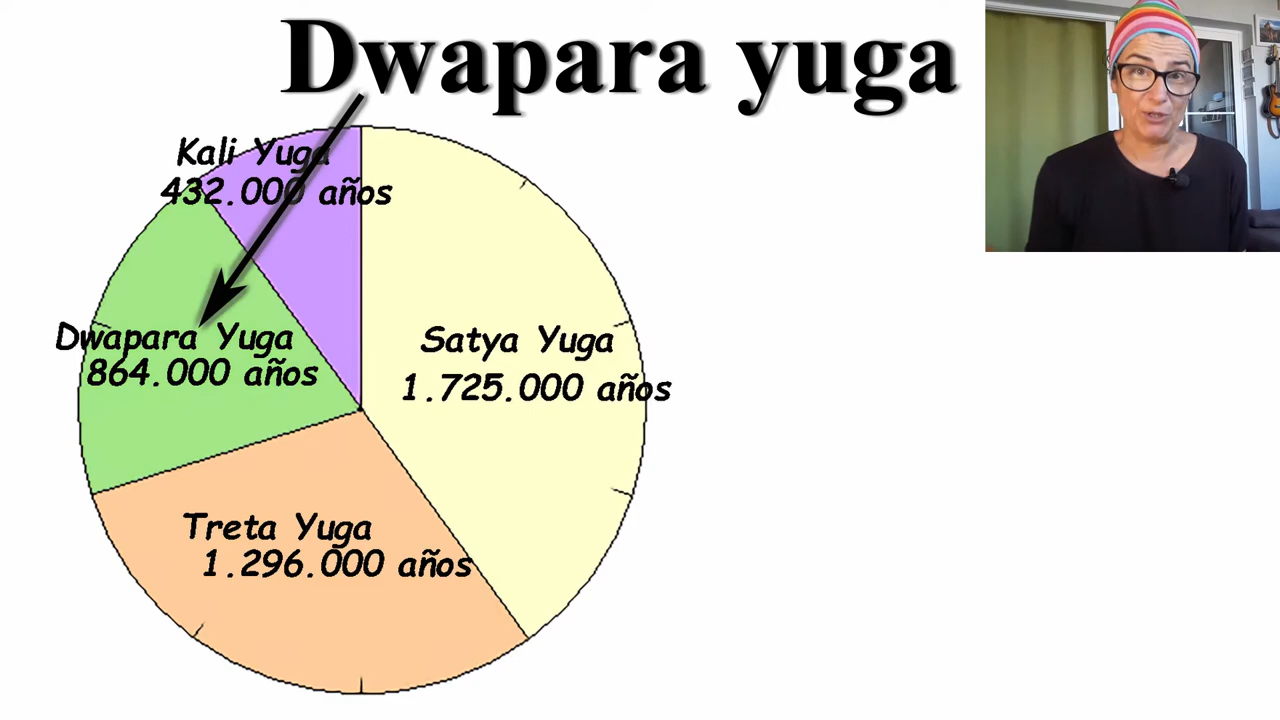 Dwapara yuga
Kali Yuga
432.000 años
Dwapara Yuga
864.000 años
Satya Yuga
1.725.000 años
Treta Yuga
1.296.000 años